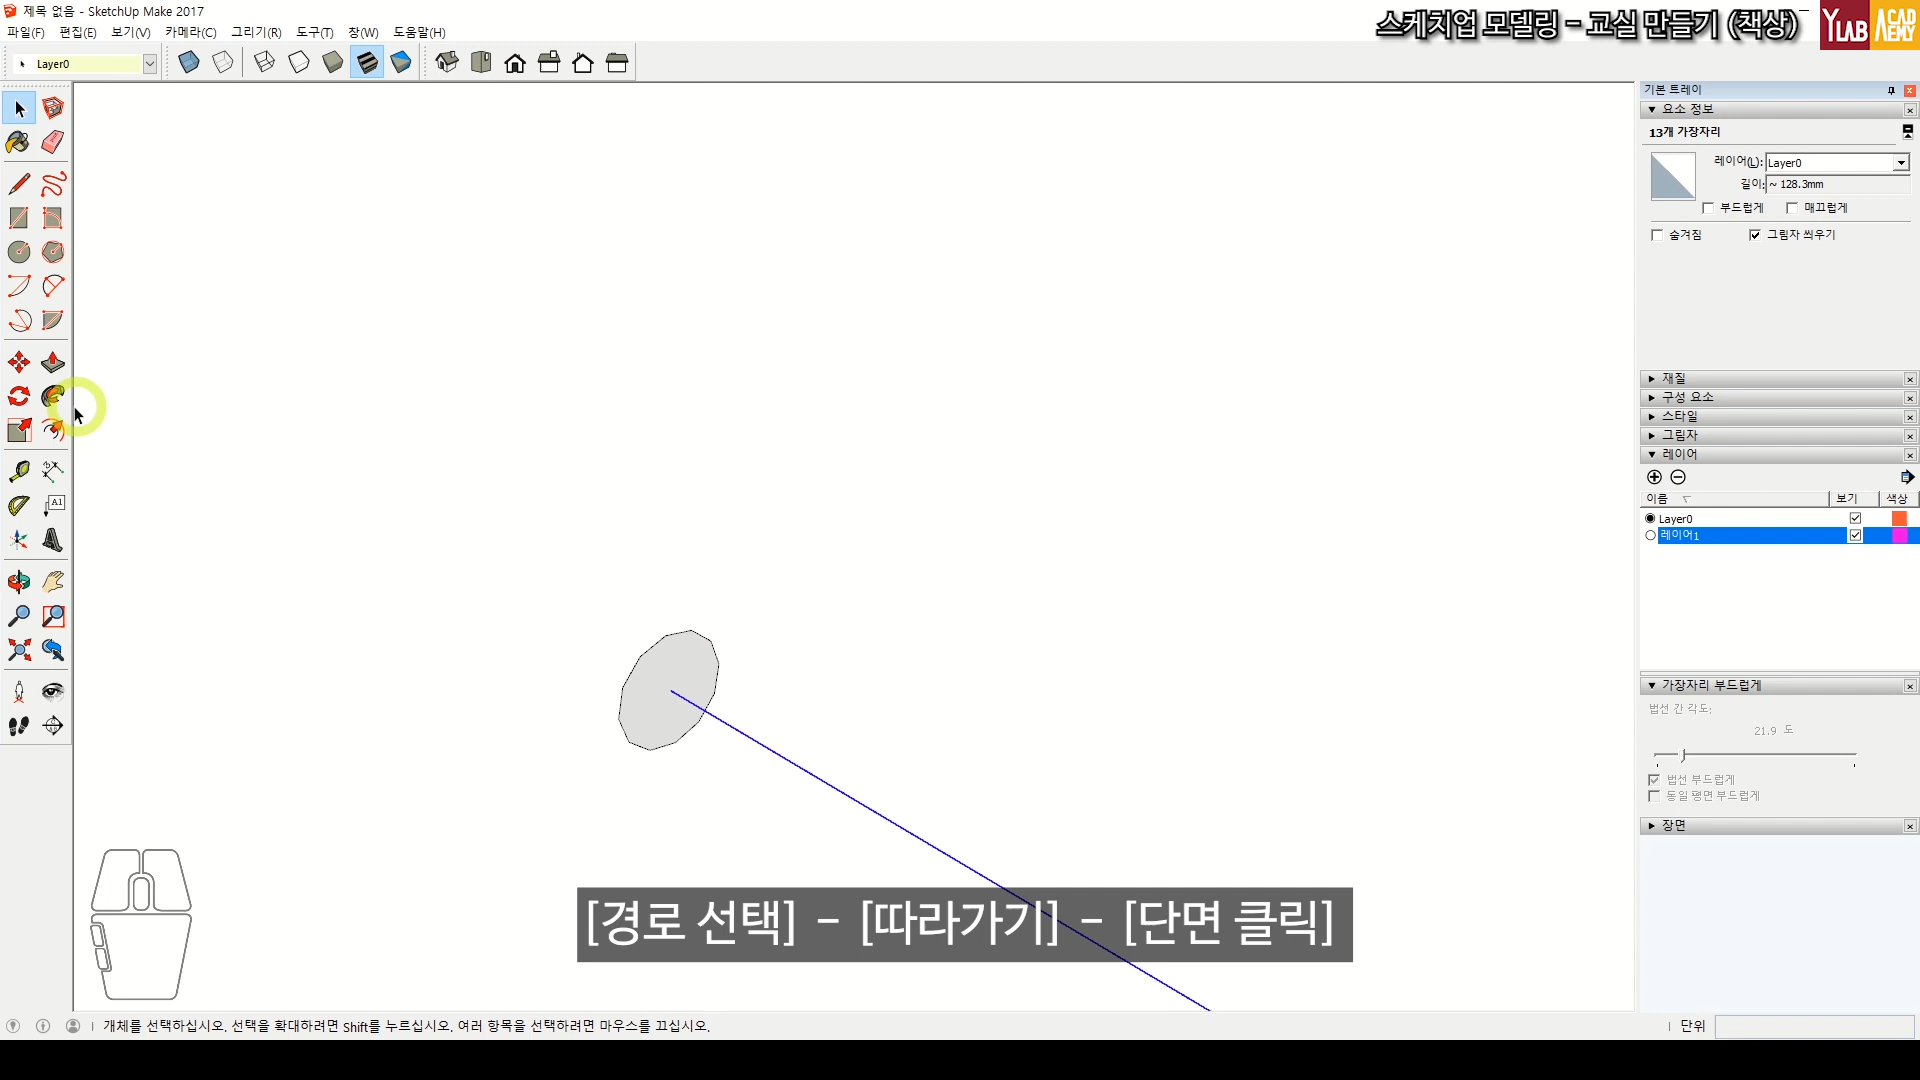 제목 없음 - SketchUp Make 2017
스케치업 모델링 - 교실 만들기 (책상)
YLAB ACADEMY
파일(F) 편집(E) 보기(V) 카메라(C) 그리기(R) 도구(T) 창(W) 도움말(H)
Layer0
기본 트레이
요소 정보
13개 가장자리
레이어(L): Layer0
길이: ~ 128.3mm
부드럽게 매끄럽게
숨겨짐 그림자 씌우기
재질
구성 요소
스타일
그림자
레이어
이름 보기 색상
Layer0
레이어1
A1
가장자리 부드럽게
법선 간 각도:
21.9 도
법선 부드럽게
동일 평면 부드럽게
장면
[경로 선택] - [따라가기] - [단면 클릭]
개체를 선택하십시오. 선택을 확대하려면 Shift를 누르십시오. 여러 항목을 선택하려면 마우스를 끄십시오.
단위